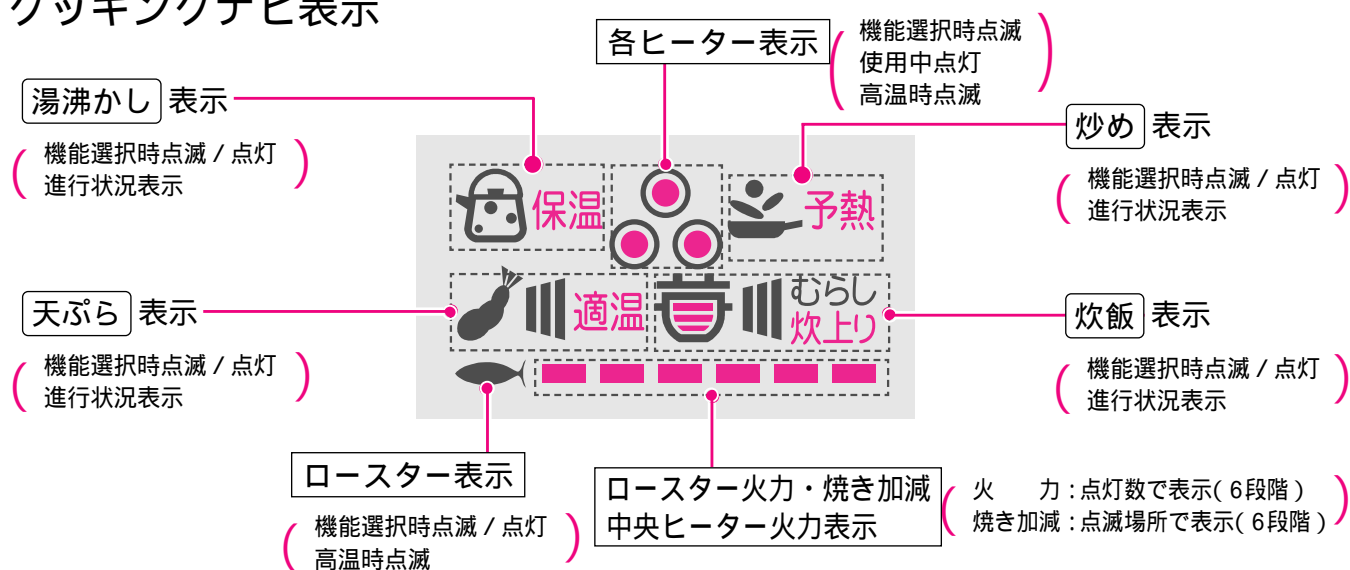 クッキングナビ表示
各ヒーター表示
機能選択時点滅
使用中点灯
高温時点滅
湯沸かし 表示
機能選択時点滅 / 点灯
進行状況表示
炒め 表示
機能選択時点滅 / 点灯
進行状況表示
保温
予熱
天ぷら 表示
機能選択時点滅 / 点灯
進行状況表示
適温
むらし
炊上り
炊飯 表示
機能選択時点滅 / 点灯
進行状況表示
ロースター表示
機能選択時点滅 / 点灯
高温時点滅
ロースター火力・焼き加減
中央ヒーター火力表示
火 力 : 点灯数で表示( 6段階 )
焼き加減 : 点滅場所で表示( 6段階 )